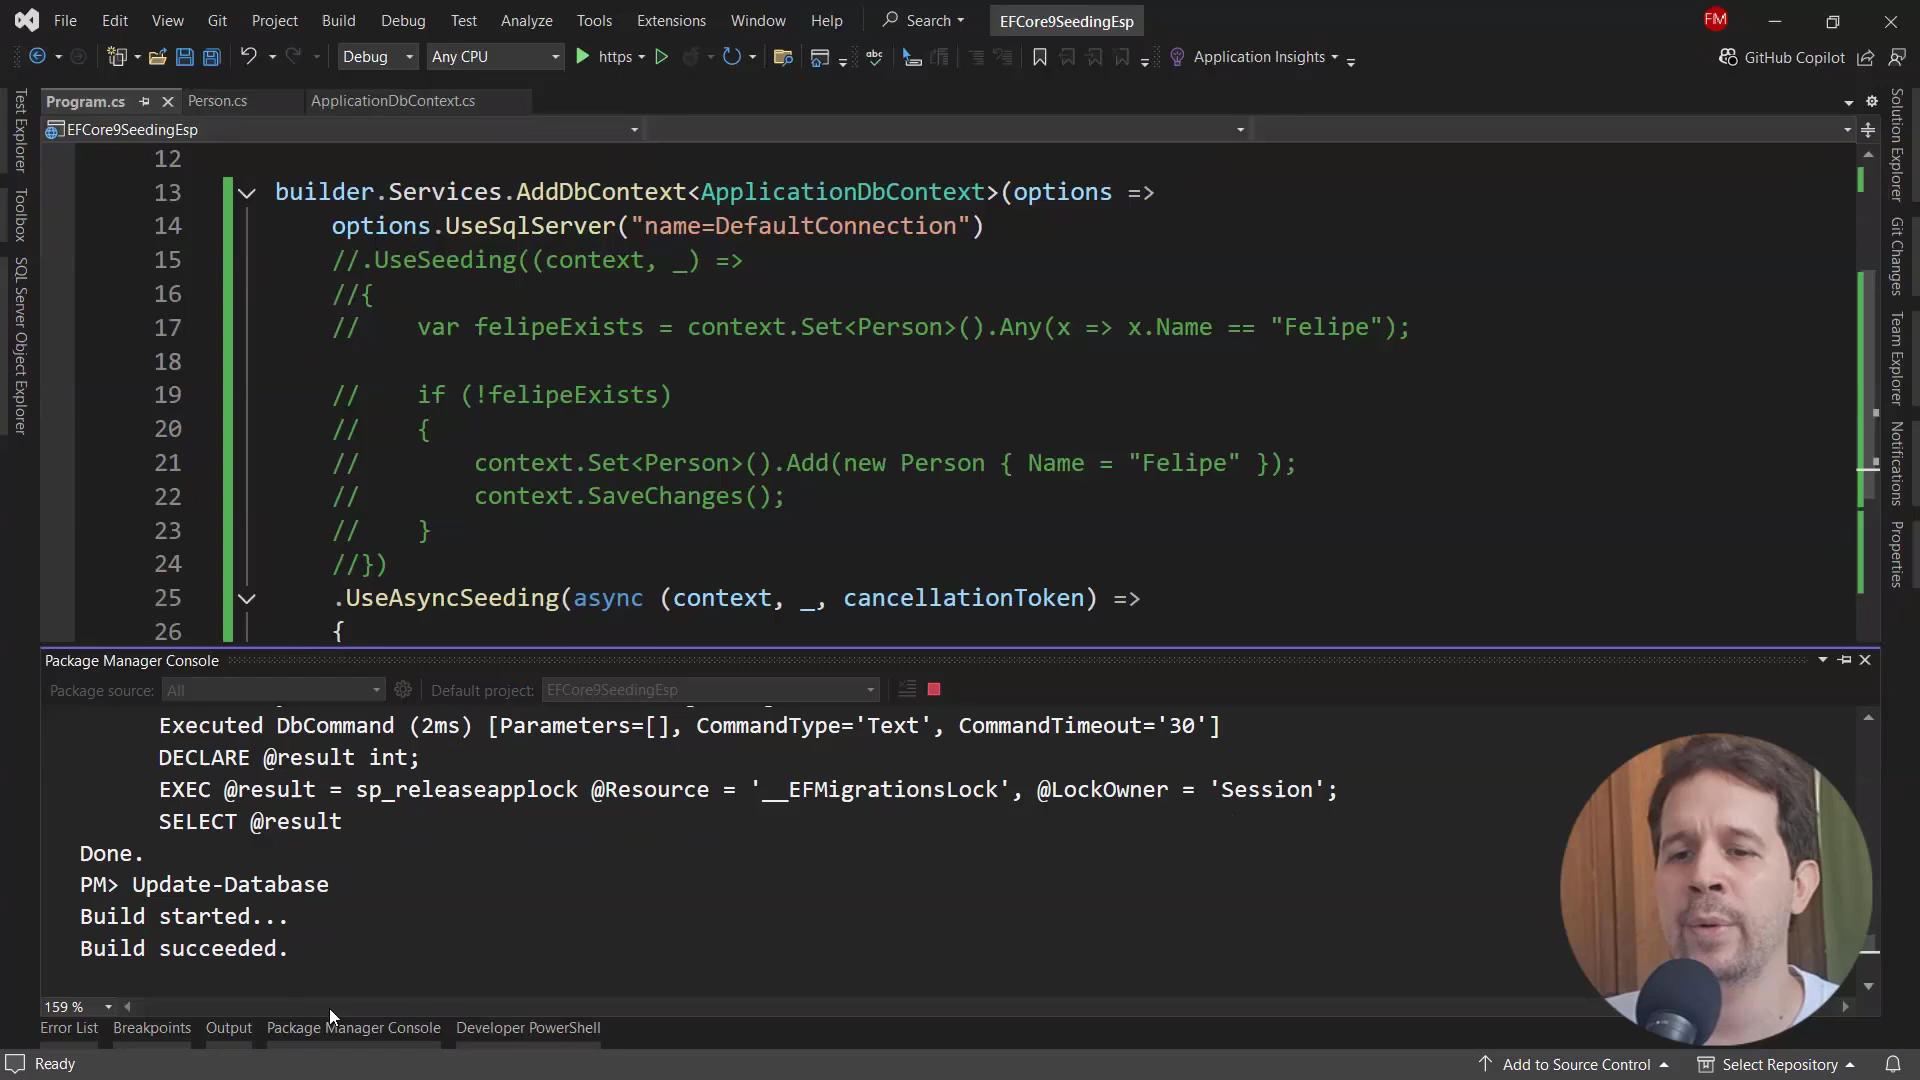 File Edit View Git Project Build Debug Test Analyze Tools Extensions Window Help Search EFCore9SeedingEsp FM
Debug Any CPU https abc Application Insights GitHub Copilot
Program.cs Person.cs ApplicationDbContext.cs
EFCore9SeedingEsp
12
13 builder.Services.AddDbContext<ApplicationDbContext>(options =>
14 options.UseSqlServer("name=DefaultConnection")
15 //.UseSeeding((context, _) =>
16 //{
17 // var felipeExists = context.Set<Person>().Any(x => x.Name == "Felipe");
18
19 // if (!felipeExists)
20 // {
21 // context.Set<Person>().Add(new Person { Name = "Felipe" });
22 // context.SaveChanges();
23 // }
24 //})
25 .UseAsyncSeeding(async (context, _, cancellationToken) =>
26 {
Test Explorer
Toolbox
SQL Server Object Explorer
Solution Explorer
Git Changes
Team Explorer
Notifications
Properties
Package Manager Console
Package source: All Default project: EFCore9SeedingEsp
Executed DbCommand (2ms) [Parameters=[], CommandType='Text', CommandTimeout='30']
DECLARE @result int;
EXEC @result = sp_releaseapplock @Resource = '__EFMigrationsLock', @LockOwner = 'Session';
SELECT @result
Done.
PM> Update-Database
Build started...
Build succeeded.
159 %
Error List Breakpoints Output Package Manager Console Developer PowerShell
Ready Add to Source Control Select Repository